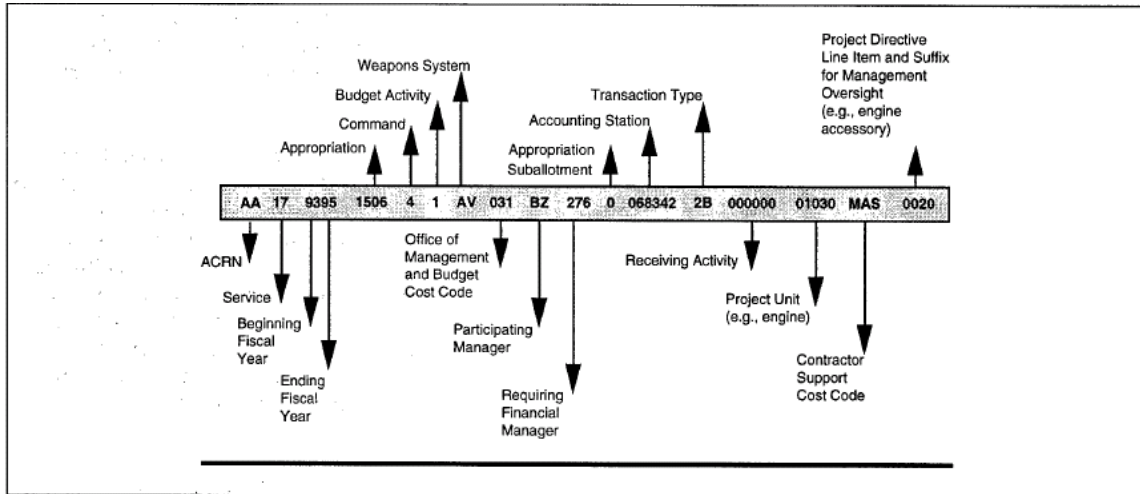 Project Directive
Line Item and Suffix
for Management
Oversight
(e.g., engine
accessory)
Weapons System
Budget Activity
Transaction Type
Command
Accounting Station
Appropriation
Appropriation
Suballotment
AA 17 9395 1506 4 1 AV 031 BZ 276 0 068342 2B 000000 01030 MAS 0020
ACRN
Service
Beginning
Fiscal
Year
Ending
Fiscal
Year
Office of
Management
and Budget
Cost Code
Participating
Manager
Requiring
Financial
Manager
Receiving Activity
Project Unit
(e.g., engine)
Contractor
Support
Cost Code